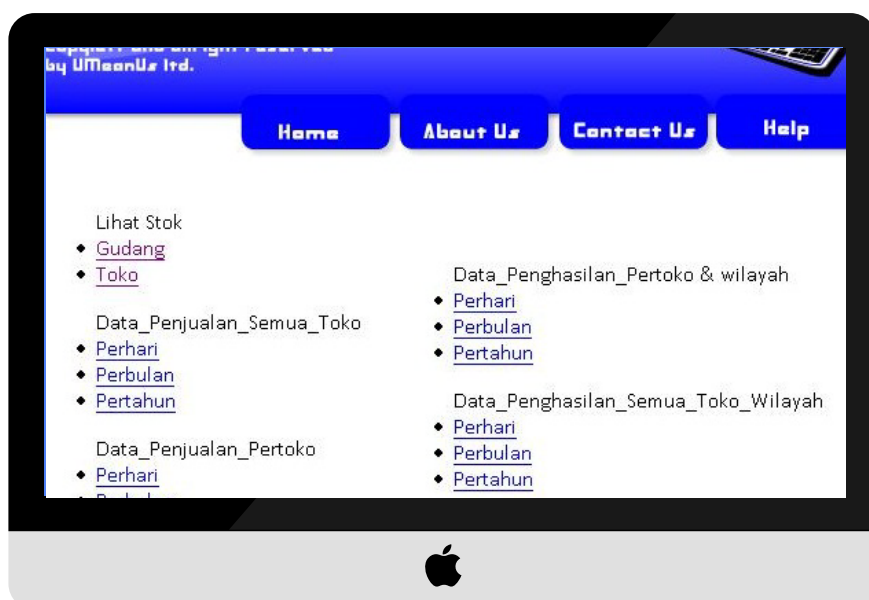 by UMeanUs ltd.
Home
About Us
Contact Us
Help
Lihat Stok
Gudang
Toko
Data_Penjualan_Semua_Toko
Perhari
Perbulan
Pertahun
Data_Penjualan_Pertoko
Perhari
Data_Penghasilan_Pertoko & wilayah
Perhari
Perbulan
Pertahun
Data_Penghasilan_Semua_Toko_Wilayah
Perhari
Perbulan
Pertahun